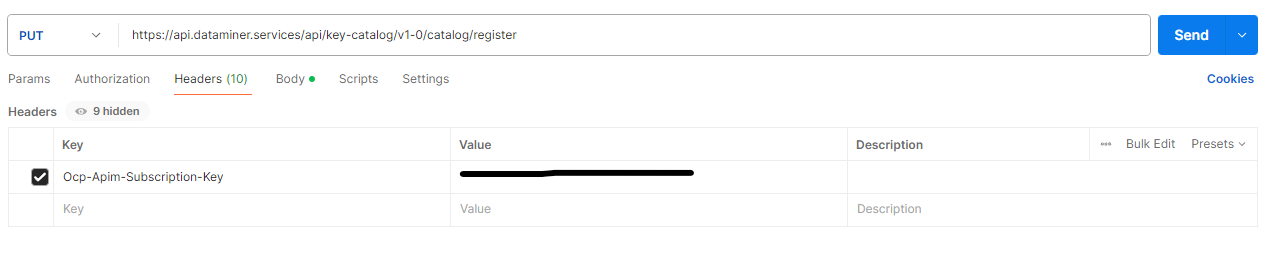 PUT https://api.dataminer.services/api/key-catalog/v1-0/catalog/register Send
Params Authorization Headers (10) Body Scripts Settings Cookies
Headers 9 hidden
Key Value Description Bulk Edit Presets
Ocp-Apim-Subscription-Key
Key Value Description